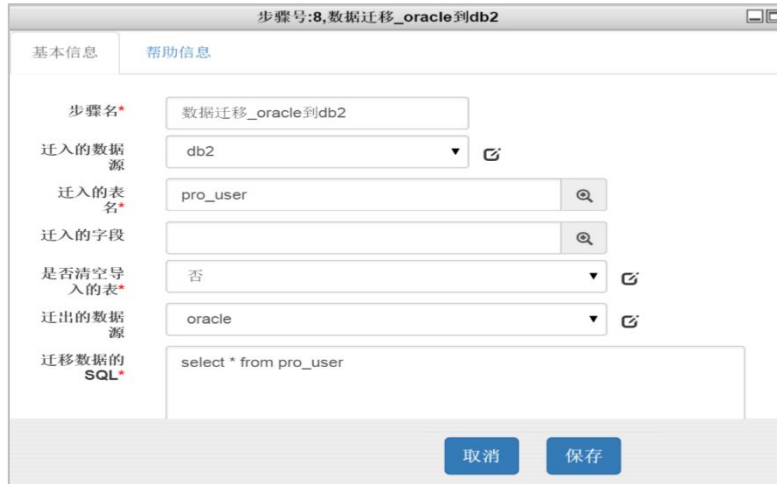 步骤号:8,数据迁移_oracle到db2
基本信息 帮助信息
步骤名* 数据迁移_oracle到db2
迁入的数据
源
db2
迁入的表
名*
pro_user
迁入的字段
是否清空导
入的表*
否
迁出的数据
源
oracle
迁移数据的
SQL*
select * from pro_user
取消 保存